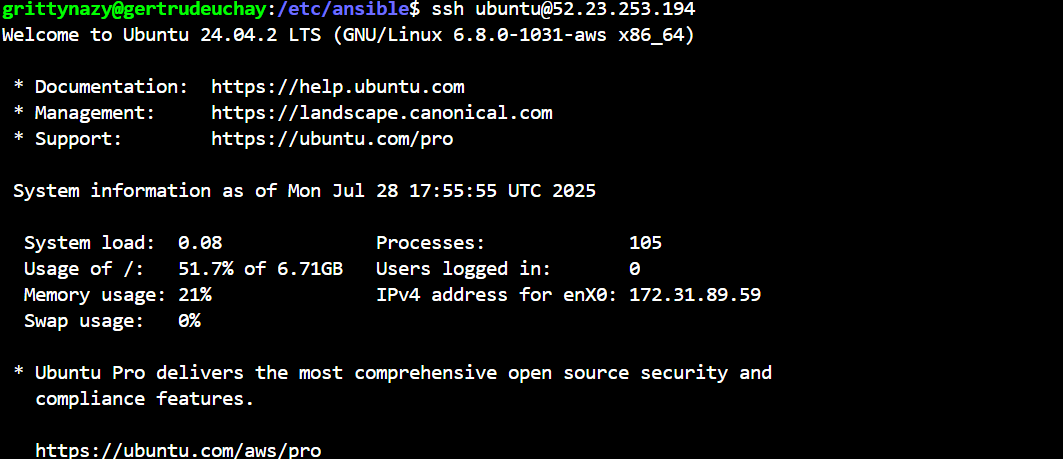 grittynazy@gertrudeuchay:/etc/ansible$ ssh ubuntu@52.23.253.194
Welcome to Ubuntu 24.04.2 LTS (GNU/Linux 6.8.0-1031-aws x86_64)

 * Documentation:  https://help.ubuntu.com
 * Management:     https://landscape.canonical.com
 * Support:        https://ubuntu.com/pro

 System information as of Mon Jul 28 17:55:55 UTC 2025

  System load:  0.08               Processes:             105
  Usage of /:   51.7% of 6.71GB   Users logged in:       0
  Memory usage: 21%                IPv4 address for enX0: 172.31.89.59
  Swap usage:   0%

 * Ubuntu Pro delivers the most comprehensive open source security and
   compliance features.

   https://ubuntu.com/aws/pro